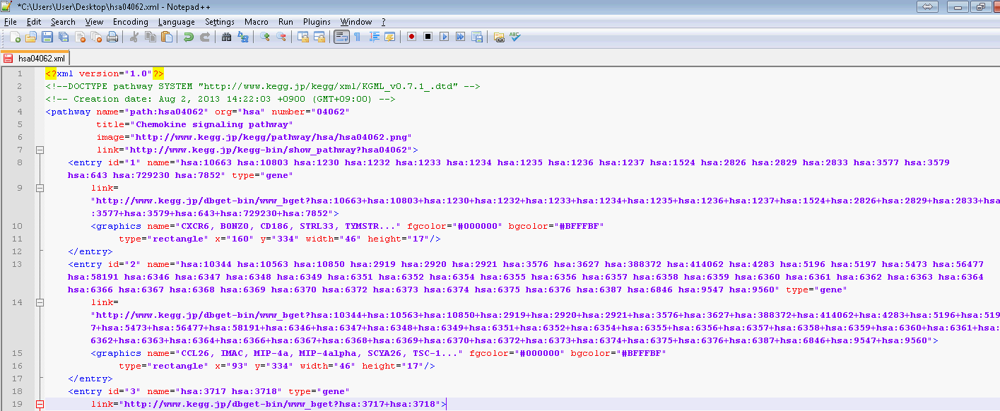 *C:\Users\User\Desktop\hsa04062.xml - Notepad++
File Edit Search View Encoding Language Settings Macro Run Plugins Window ?
hsa04062.xml
1 <?xml version="1.0"?>
2 <!--DOCTYPE pathway SYSTEM "http://www.kegg.jp/kegg/xml/KGML_v0.7.1_.dtd" -->
3 <!-- Creation date: Aug 2, 2013 14:22:03 +0900 (GMT+09:00) -->
4 <pathway name="path:hsa04062" org="hsa" number="04062"
5 title="Chemokine signaling pathway"
6 image="http://www.kegg.jp/kegg/pathway/hsa/hsa04062.png"
7 link="http://www.kegg.jp/kegg-bin/show_pathway?hsa04062">
8 <entry id="1" name="hsa:10663 hsa:10803 hsa:1230 hsa:1232 hsa:1233 hsa:1234 hsa:1235 hsa:1236 hsa:1237 hsa:1524 hsa:2826 hsa:2829 hsa:2833 hsa:3577 hsa:3579
hsa:643 hsa:729230 hsa:7852" type="gene"
9 link=
"http://www.kegg.jp/dbget-bin/www_bget?hsa:10663+hsa:10803+hsa:1230+hsa:1232+hsa:1233+hsa:1234+hsa:1235+hsa:1236+hsa:1237+hsa:1524+hsa:2826+hsa:2829+hsa:2833+hsa
:3577+hsa:3579+hsa:643+hsa:729230+hsa:7852">
10 <graphics name="CXCR6, BONZO, CD186, STRL33, TYMSTR..." fgcolor="#000000" bgcolor="#BFFFBF"
11 type="rectangle" x="160" y="334" width="46" height="17"/>
12 </entry>
13 <entry id="2" name="hsa:10344 hsa:10563 hsa:10850 hsa:2919 hsa:2920 hsa:2921 hsa:3576 hsa:3627 hsa:388372 hsa:414062 hsa:4283 hsa:5196 hsa:5197 hsa:5473 hsa:56477
hsa:58191 hsa:6346 hsa:6347 hsa:6348 hsa:6349 hsa:6351 hsa:6352 hsa:6354 hsa:6355 hsa:6356 hsa:6357 hsa:6358 hsa:6359 hsa:6360 hsa:6361 hsa:6362 hsa:6363 hsa:6364
hsa:6366 hsa:6367 hsa:6368 hsa:6369 hsa:6370 hsa:6372 hsa:6373 hsa:6374 hsa:6375 hsa:6376 hsa:6387 hsa:6846 hsa:9547 hsa:9560" type="gene"
14 link=
"http://www.kegg.jp/dbget-bin/www_bget?hsa:10344+hsa:10563+hsa:10850+hsa:2919+hsa:2920+hsa:2921+hsa:3576+hsa:3627+hsa:388372+hsa:414062+hsa:4283+hsa:5196+hsa:519
7+hsa:5473+hsa:56477+hsa:58191+hsa:6346+hsa:6347+hsa:6348+hsa:6349+hsa:6351+hsa:6352+hsa:6354+hsa:6355+hsa:6356+hsa:6357+hsa:6358+hsa:6359+hsa:6360+hsa:6361+hsa:
6362+hsa:6363+hsa:6364+hsa:6366+hsa:6367+hsa:6368+hsa:6369+hsa:6370+hsa:6372+hsa:6373+hsa:6374+hsa:6375+hsa:6376+hsa:6387+hsa:6846+hsa:9547+hsa:9560">
15 <graphics name="CCL26, IMAC, MIP-4a, MIP-4alpha, SCYA26, TSC-1..." fgcolor="#000000" bgcolor="#BFFFBF"
16 type="rectangle" x="93" y="334" width="46" height="17"/>
17 </entry>
18 <entry id="3" name="hsa:3717 hsa:3718" type="gene"
19 link="http://www.kegg.jp/dbget-bin/www_bget?hsa:3717+hsa:3718">